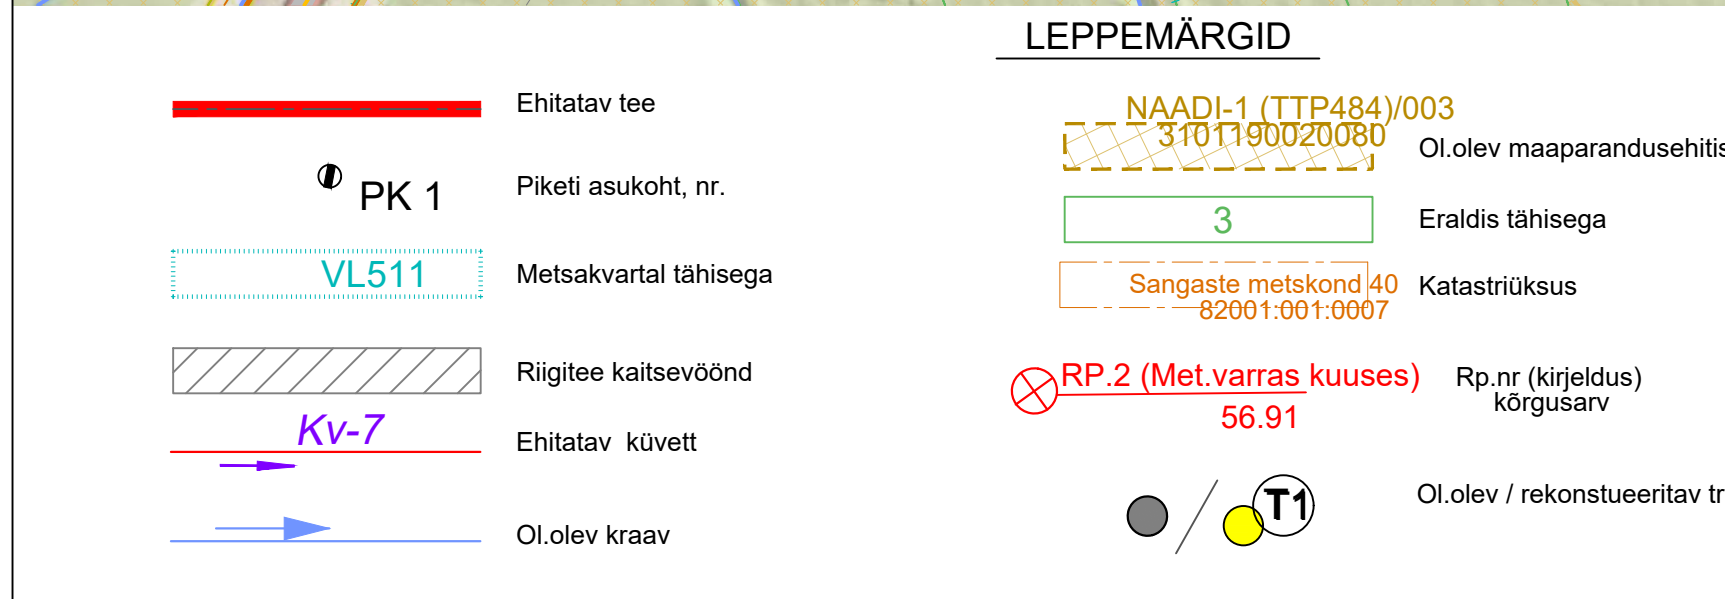 LEPPEMÄRGID
Ehitatav tee
PK 1
Piketi asukoht, nr.
VL511
Metsakvartal tähisega
Riigitee kaitsevöönd
Kv-7
Ehitatav küvett
Ol.olev kraav
NAADI-1 (TTP484)/003
3101190020080
Ol.olev maaparandusehitis
3
Eraldis tähisega
Sangaste metskond 40
82001:001:0007
Katastriüksus
RP.2 (Met.varras kuuses)
56.91
Rp.nr (kirjeldus)
kõrgusarv
T1
Ol.olev / rekonstueeritav